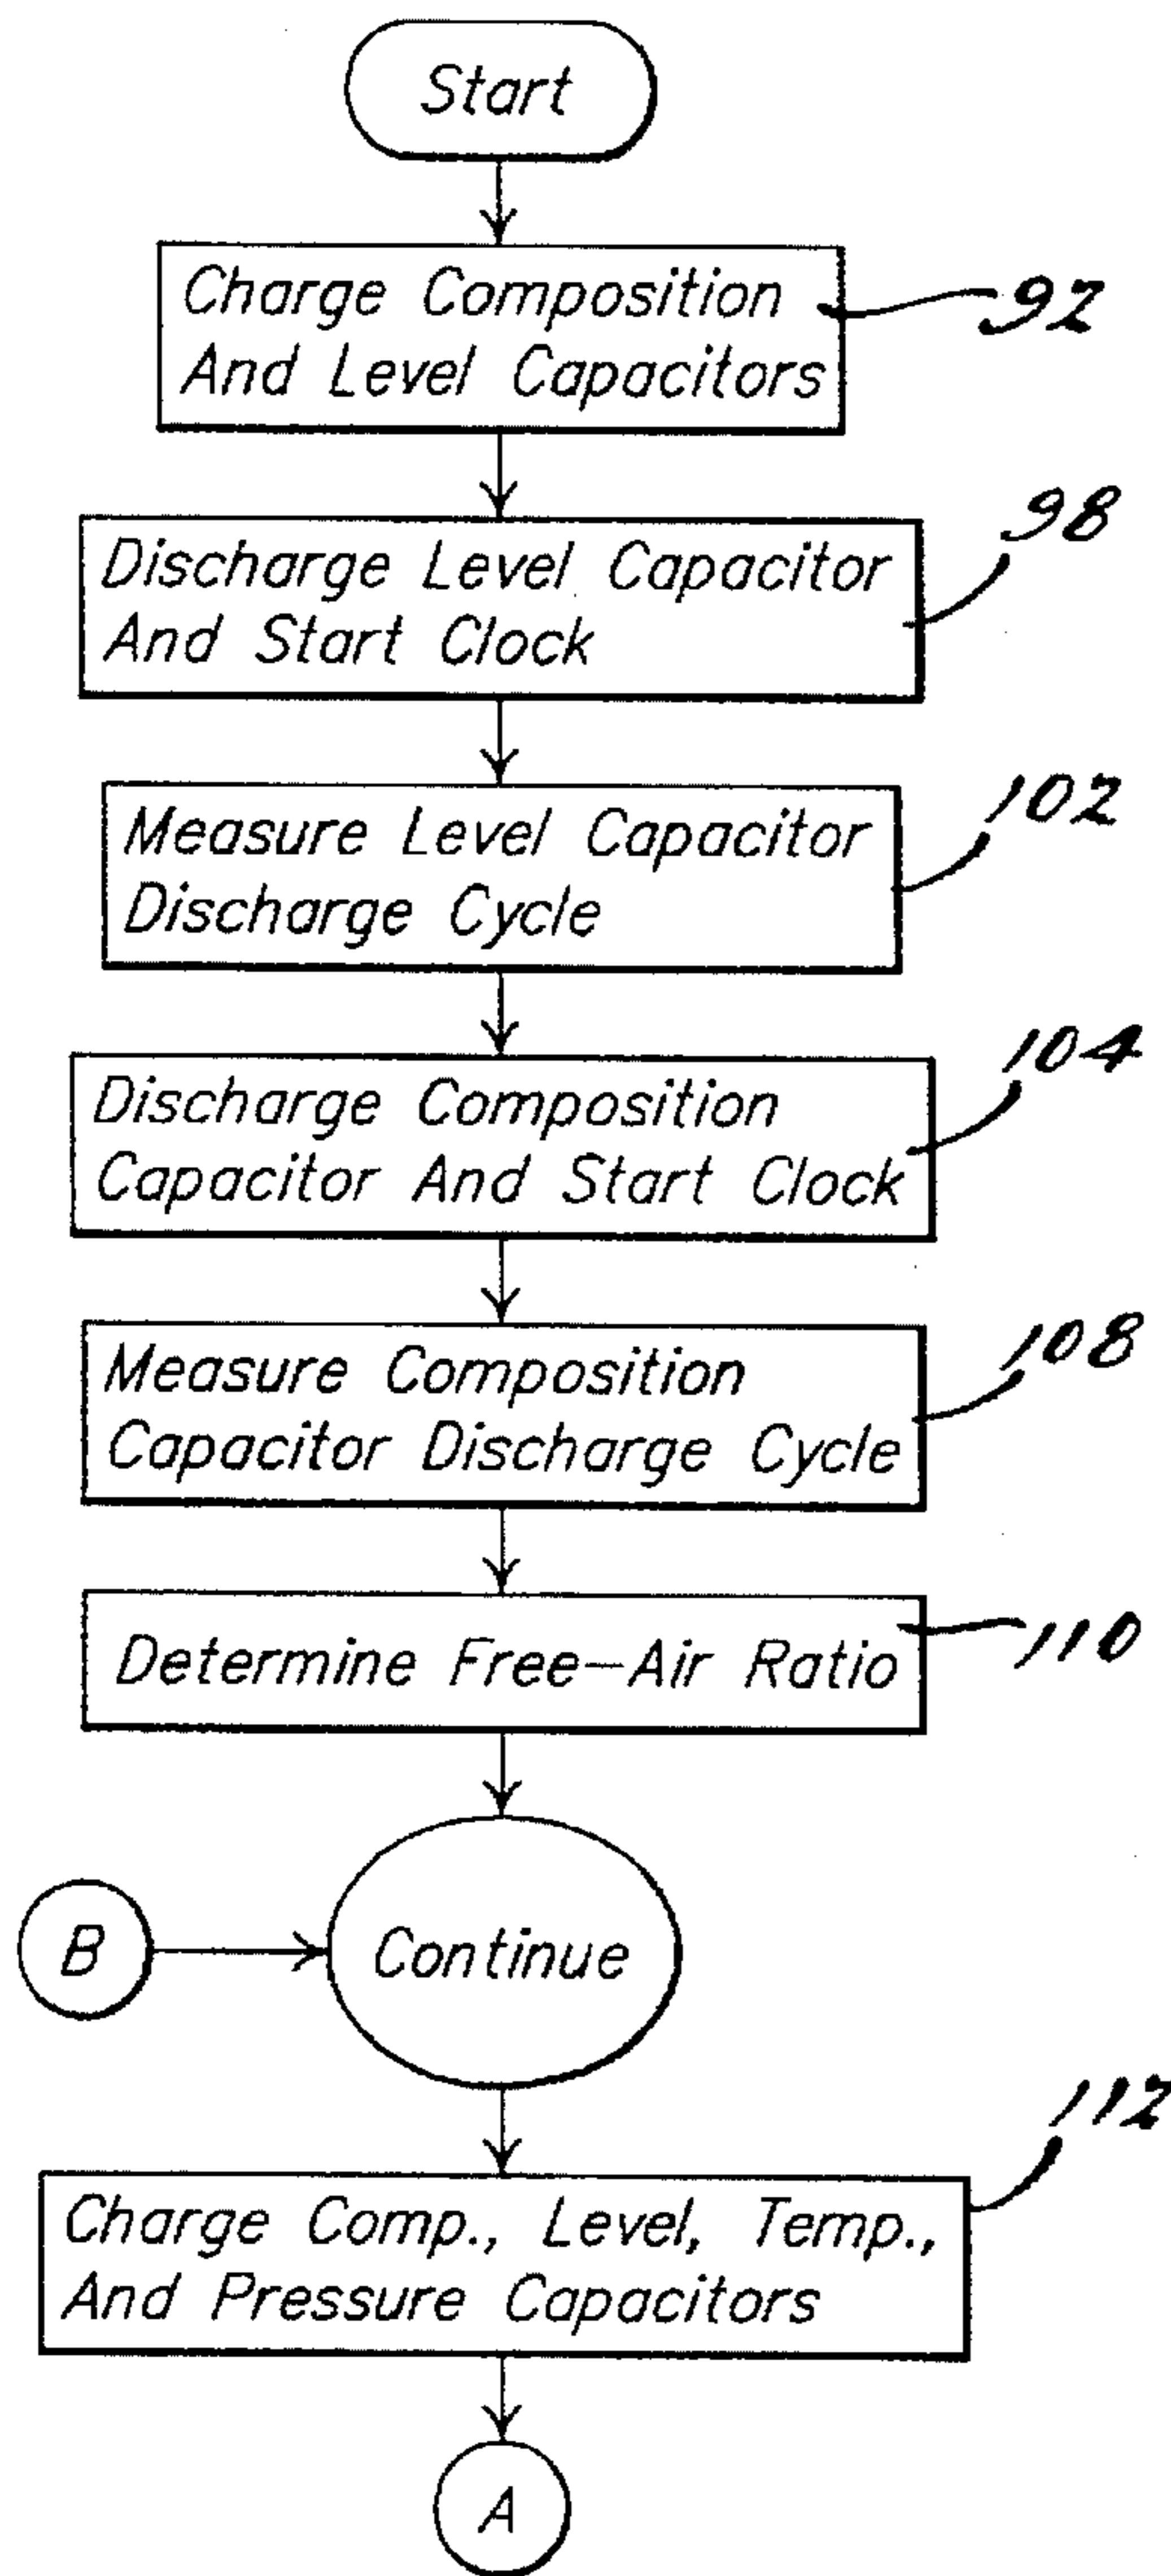 Start
Charge Composition
And Level Capacitors
92
Discharge Level Capacitor
And Start Clock
98
Measure Level Capacitor
Discharge Cycle
102
Discharge Composition
Capacitor And Start Clock
104
Measure Composition
Capacitor Discharge Cycle
108
Determine Free-Air Ratio
110
B
Continue
Charge Comp., Level, Temp.,
And Pressure Capacitors
112
A